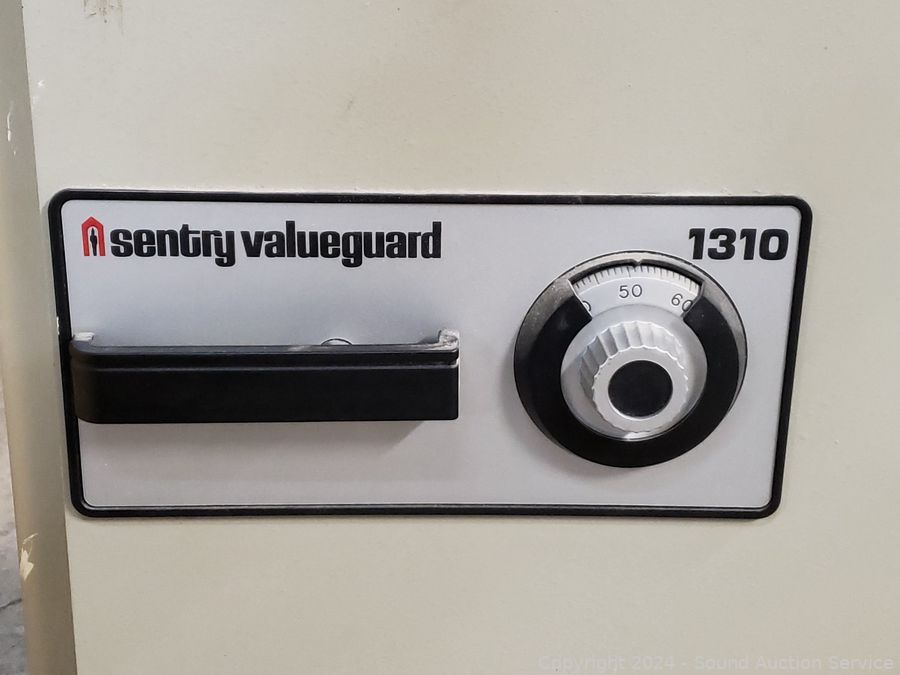 sentry valueguard
1310
50
60
Copyright 2024 - Sound Auction Service